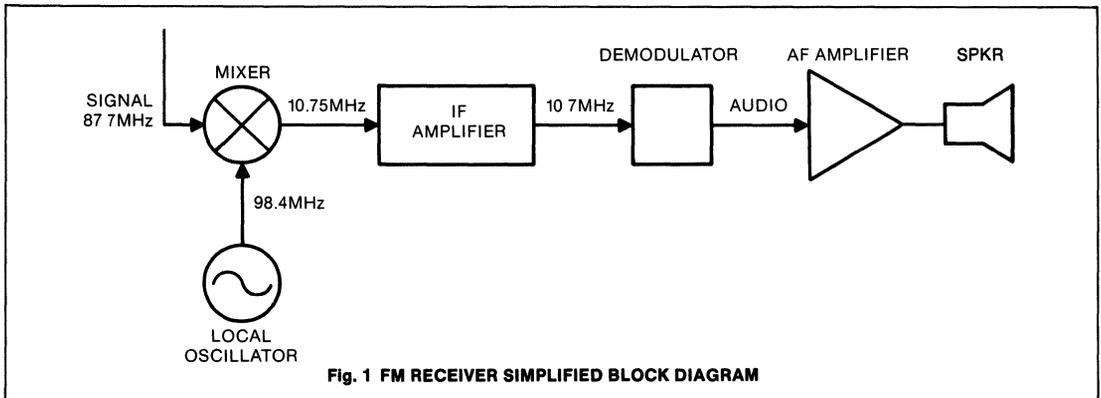 MIXER
SIGNAL
87 7MHz
10.75MHz
IF
AMPLIFIER
10 7MHz
DEMODULATOR
AUDIO
AF AMPLIFIER
SPKR
98.4MHz
LOCAL
OSCILLATOR
Fig. 1 FM RECEIVER SIMPLIFIED BLOCK DIAGRAM